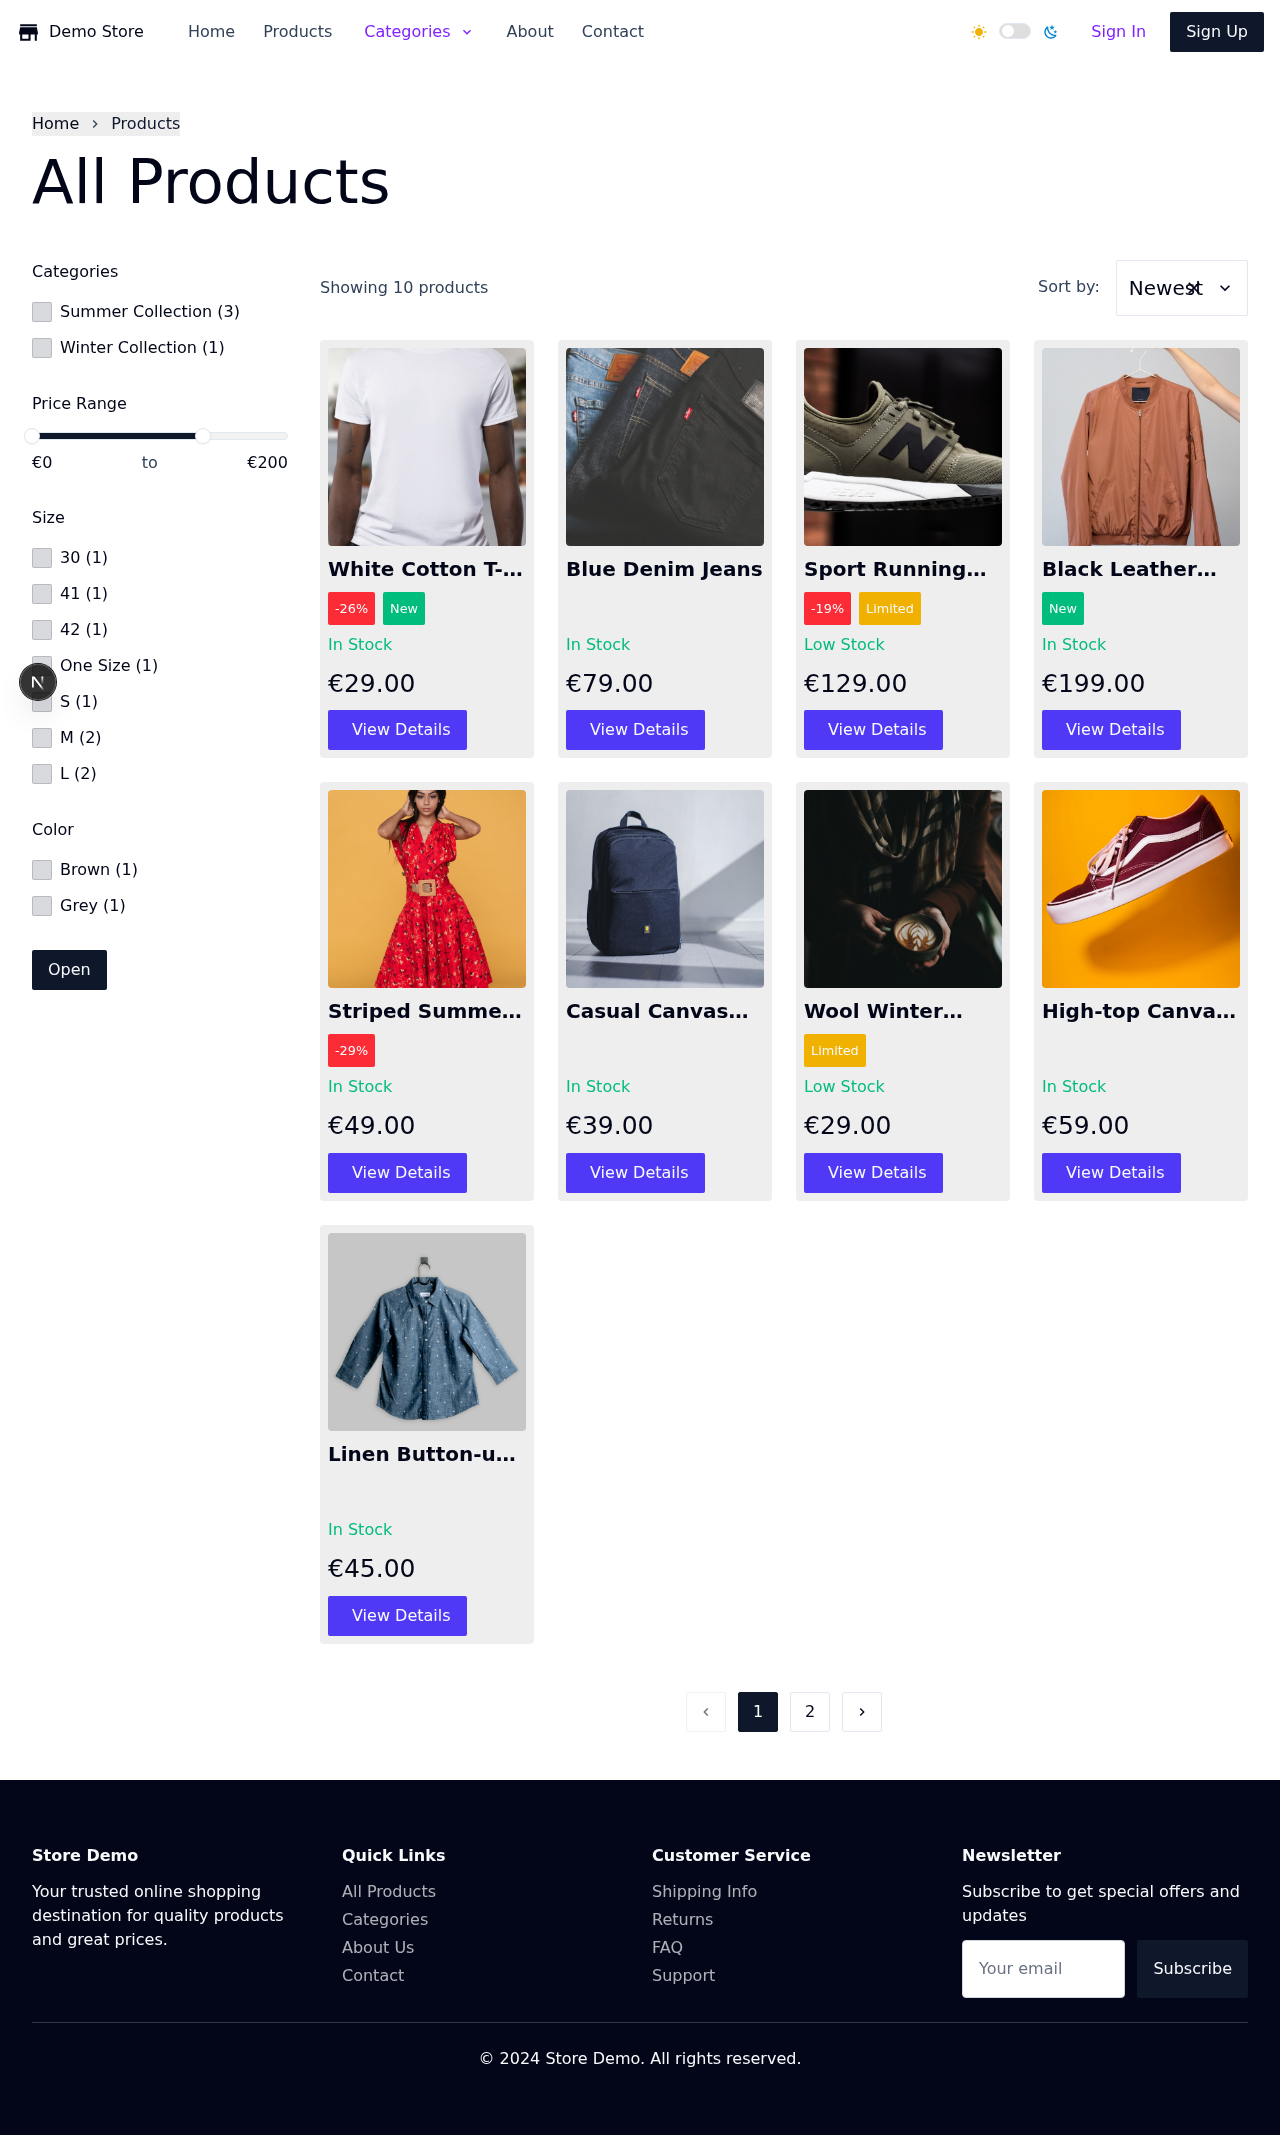 Demo Store Home Products Categories About Contact Sign In Sign Up
Home > Products
All Products
Categories
Summer Collection (3)
Winter Collection (1)
Price Range
€0 to €200
Size
30 (1)
41 (1)
42 (1)
One Size (1)
N
S (1)
M (2)
L (2)
Color
Brown (1)
Grey (1)
Open
Showing 10 products
Sort by: Newest
White Cotton T-...
-26% New
In Stock
€29.00
View Details
Blue Denim Jeans
In Stock
€79.00
View Details
N
Sport Running...
-19% Limited
Low Stock
€129.00
View Details
Black Leather...
New
In Stock
€199.00
View Details
Striped Summe...
-29%
In Stock
€49.00
View Details
Casual Canvas...
In Stock
€39.00
View Details
Wool Winter...
Limited
Low Stock
€29.00
View Details
High-top Canva...
In Stock
€59.00
View Details
Linen Button-u...
In Stock
€45.00
View Details
1 2
Store Demo
Your trusted online shopping
destination for quality products
and great prices.
Quick Links
All Products
Categories
About Us
Contact
Customer Service
Shipping Info
Returns
FAQ
Support
Newsletter
Subscribe to get special offers and
updates
Your email Subscribe
© 2024 Store Demo. All rights reserved.